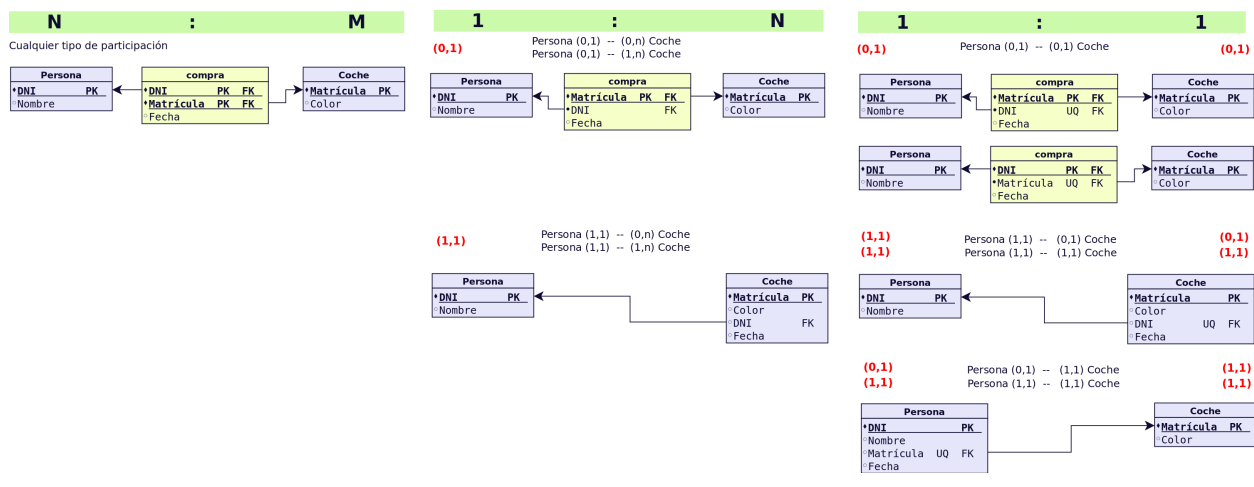 N : M
Cualquier tipo de participación
Persona
DNI PK
Nombre
compra
DNI PK FK
Matrícula PK FK
Fecha
Coche
Matrícula PK
Color
1 : N
(0,1)
Persona (0,1) -- (0,n) Coche
Persona (0,1) -- (1,n) Coche
Persona
DNI PK
Nombre
compra
Matrícula PK FK
DNI FK
Fecha
Coche
Matrícula PK
Color
(1,1)
Persona (1,1) -- (0,n) Coche
Persona (1,1) -- (1,n) Coche
Persona
DNI PK
Nombre
Coche
Matrícula PK
Color
DNI FK
Fecha
1 : 1
(0,1) Persona (0,1) -- (0,1) Coche (0,1)
Persona
DNI PK
Nombre
compra
Matrícula PK FK
DNI UQ FK
Fecha
Coche
Matrícula PK
Color
Persona
DNI PK
Nombre
compra
DNI PK FK
Matrícula UQ FK
Fecha
Coche
Matrícula PK
Color
(1,1) Persona (1,1) -- (0,1) Coche (0,1)
(1,1) Persona (1,1) -- (1,1) Coche (1,1)
Persona
DNI PK
Nombre
Coche
Matrícula PK
Color
DNI UQ FK
Fecha
(0,1) Persona (0,1) -- (1,1) Coche (1,1)
(1,1) Persona (1,1) -- (1,1) Coche (1,1)
Persona
DNI PK
Nombre
Matrícula UQ FK
Fecha
Coche
Matrícula PK
Color